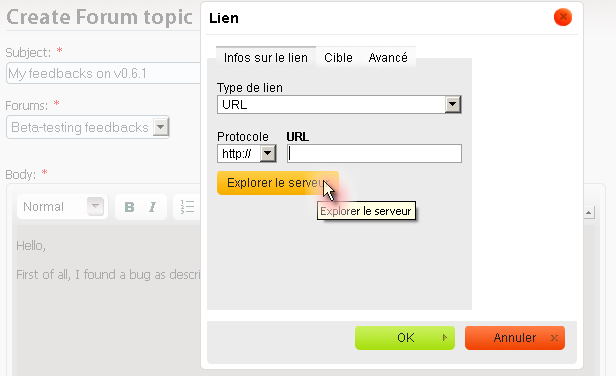 Create Forum topic
Subject: *
My feedbacks on v0.6.1
Forums: *
Beta-testing feedbacks
Body: *
Normal
B I
Hello,
First of all, I found a bug as descri
Lien
Infos sur le lien Cible Avancé
Type de lien
URL
Protocole URL
http://
Explorer le serveur
Explorer le serveur
OK
Annuler